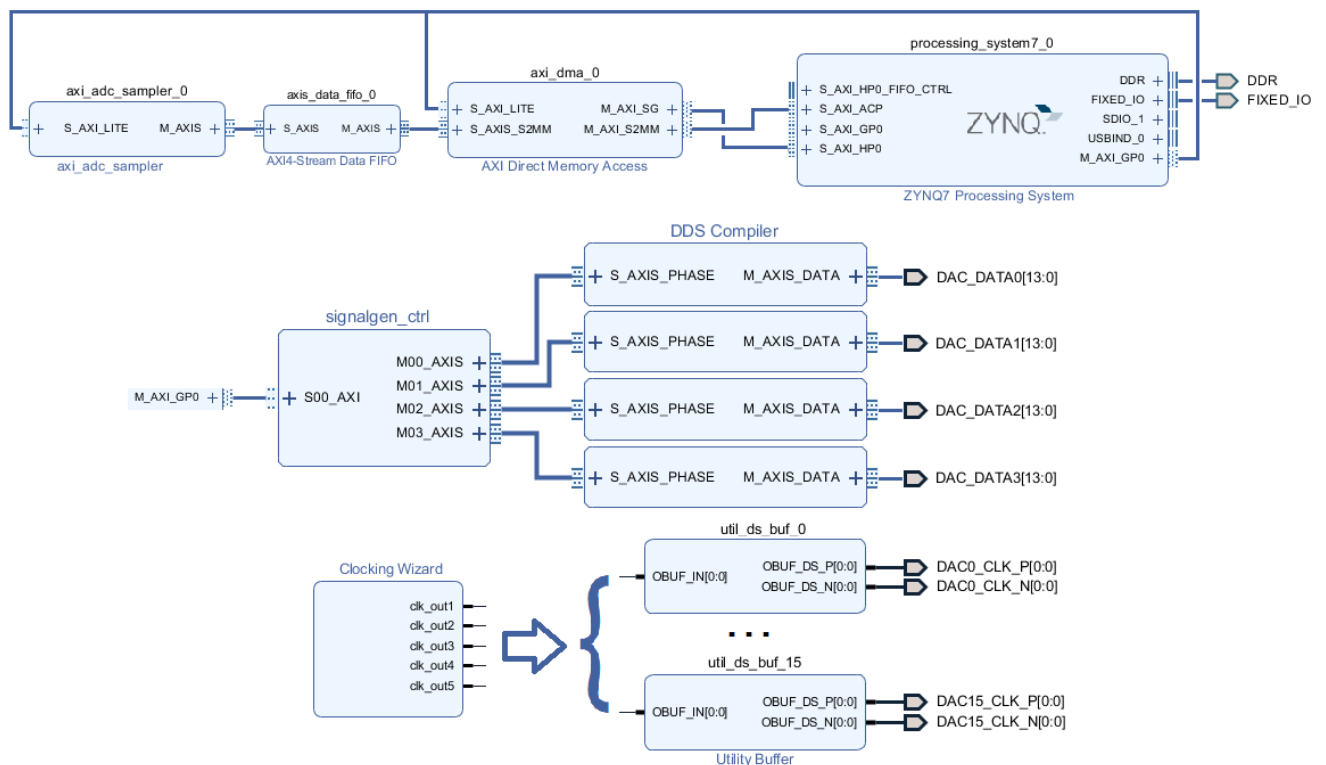 processing_system7_0
axi_adc_sampler_0
S_AXI_LITE M_AXIS
axi_adc_sampler
axis_data_fifo_0
S_AXIS M_AXIS
AXI4-Stream Data FIFO
axi_dma_0
S_AXI_LITE M_AXI_SG
S_AXIS_S2MM M_AXI_S2MM
AXI Direct Memory Access
S_AXI_HP0_FIFO_CTRL
S_AXI_ACP
S_AXI_GP0
S_AXI_HP0
ZYNQ
DDR
FIXED_IO
SDIO_1
USBIND_0
M_AXI_GP0
DDR
FIXED_IO
ZYNQ7 Processing System
DDS Compiler
signalgen_ctrl
M_AXI_GP0
S00_AXI
M00_AXIS
M01_AXIS
M02_AXIS
M03_AXIS
S_AXIS_PHASE M_AXIS_DATA DAC_DATA0[13:0]
S_AXIS_PHASE M_AXIS_DATA DAC_DATA1[13:0]
S_AXIS_PHASE M_AXIS_DATA DAC_DATA2[13:0]
S_AXIS_PHASE M_AXIS_DATA DAC_DATA3[13:0]
Clocking Wizard
clk_out1
clk_out2
clk_out3
clk_out4
clk_out5
util_ds_buf_0
OBUF_IN[0:0]
OBUF_DS_P[0:0] DAC0_CLK_P[0:0]
OBUF_DS_N[0:0] DAC0_CLK_N[0:0]
...
util_ds_buf_15
OBUF_IN[0:0]
OBUF_DS_P[0:0] DAC15_CLK_P[0:0]
OBUF_DS_N[0:0] DAC15_CLK_N[0:0]
Utility Buffer